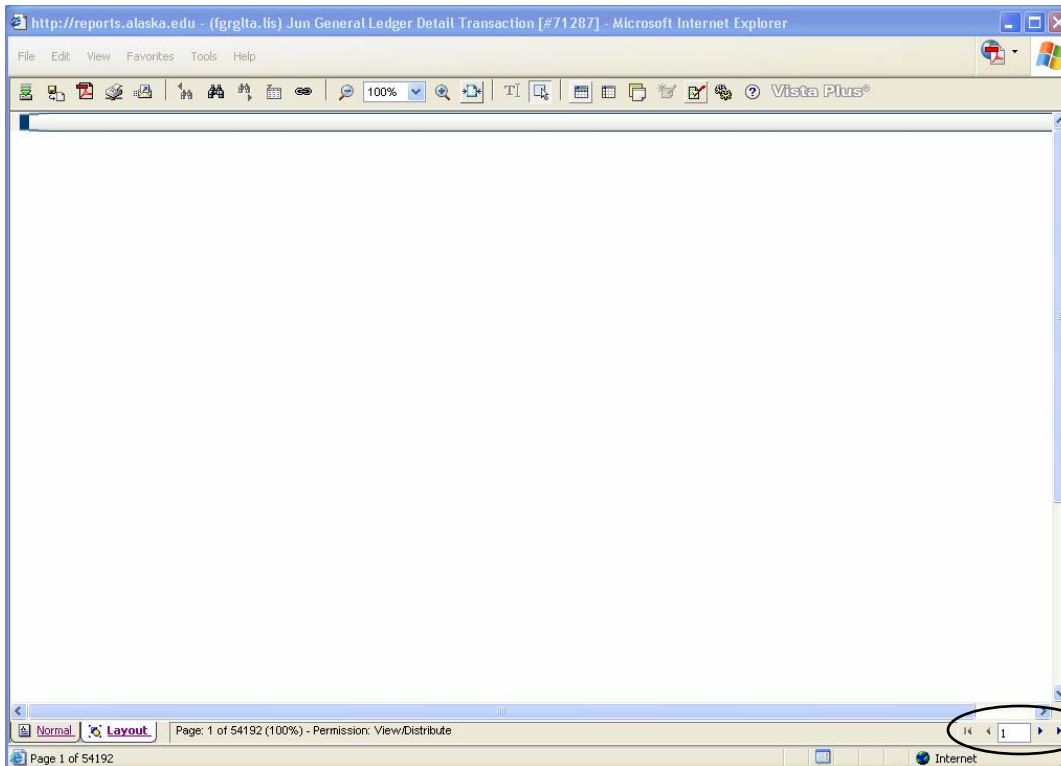 http://reports.alaska.edu - (fgrglta.lis) Jun General Ledger Detail Transaction [#71287] - Microsoft Internet Explorer
File Edit View Favorites Tools Help
100% Vista Plus®
Normal Layout Page: 1 of 54192 (100%) - Permission: View/Distribute 1
Page 1 of 54192 Internet